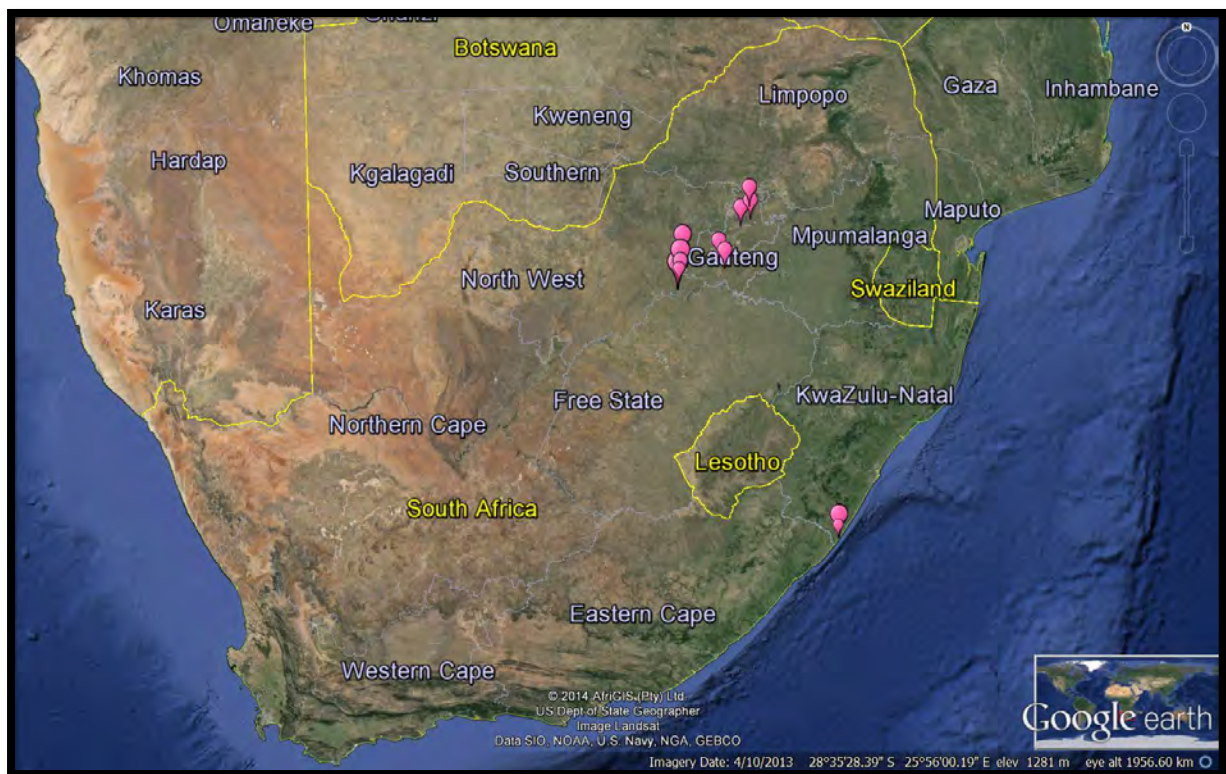 Omaheke
Ghanzi
Botswana
Khomas
Limpopo
Gaza
Inhambane
Kweneng
Hardap
Kgalagadi
Southern
Maputo
Mpumalanga
Gauteng
North West
Swaziland
Karas
Free State
KwaZulu-Natal
Northern Cape
Lesotho
South Africa
Eastern Cape
Western Cape
© 2014 AfriGIS (Pty) Ltd.
US Dept of State Geographer
Image Landsat
Data SIO, NOAA, U.S. Navy, NGA, GEBCO
Google earth
Imagery Date: 4/10/2013 28°35'28.39" S 25°56'00.19" E elev 1281 m eye alt 1956.60 km
N